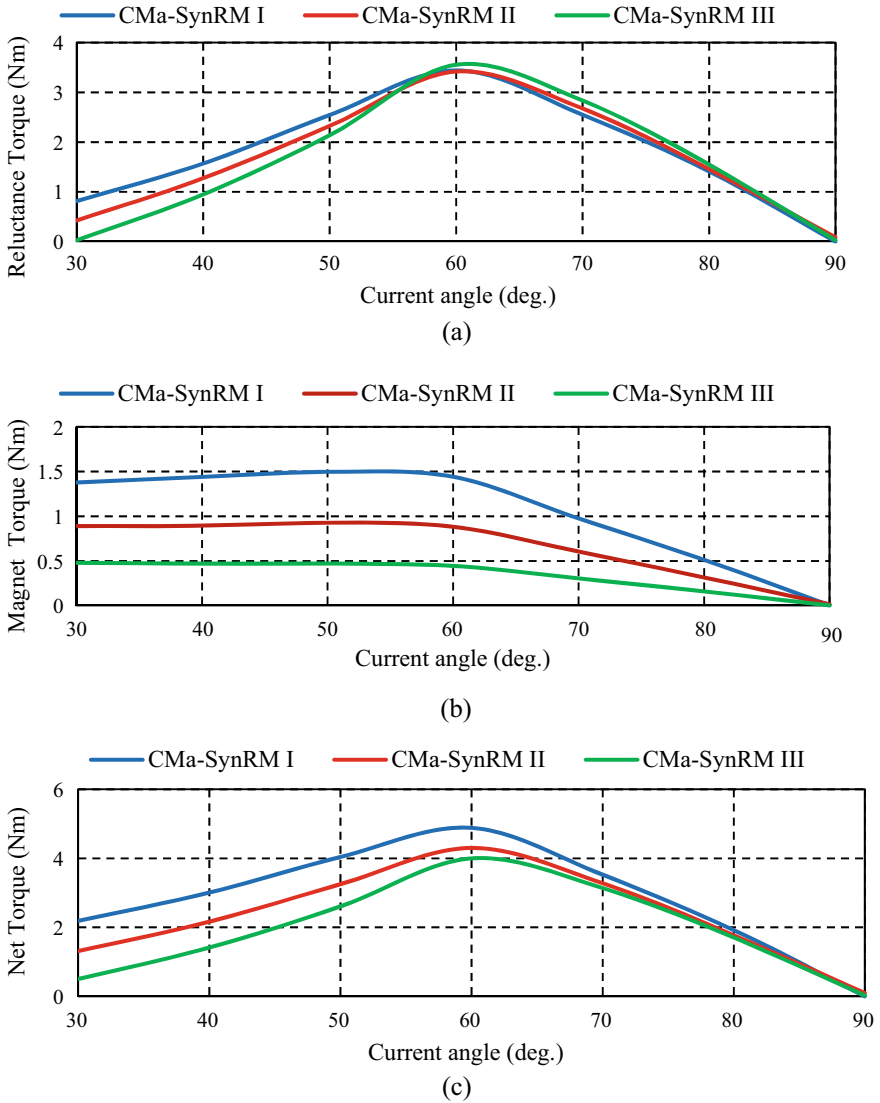 CMa-SynRM I CMa-SynRM II CMa-SynRM III
Reluctance Torque (Nm)
4
3
2
1
0
30 40 50 60 70 80 90
Current angle (deg.)
(a)
CMa-SynRM I CMa-SynRM II CMa-SynRM III
Magnet Torque (Nm)
2
1.5
1
0.5
0
30 40 50 60 70 80 90
Current angle (deg.)
(b)
CMa-SynRM I CMa-SynRM II CMa-SynRM III
Net Torque (Nm)
6
4
2
0
30 40 50 60 70 80 90
Current angle (deg.)
(c)